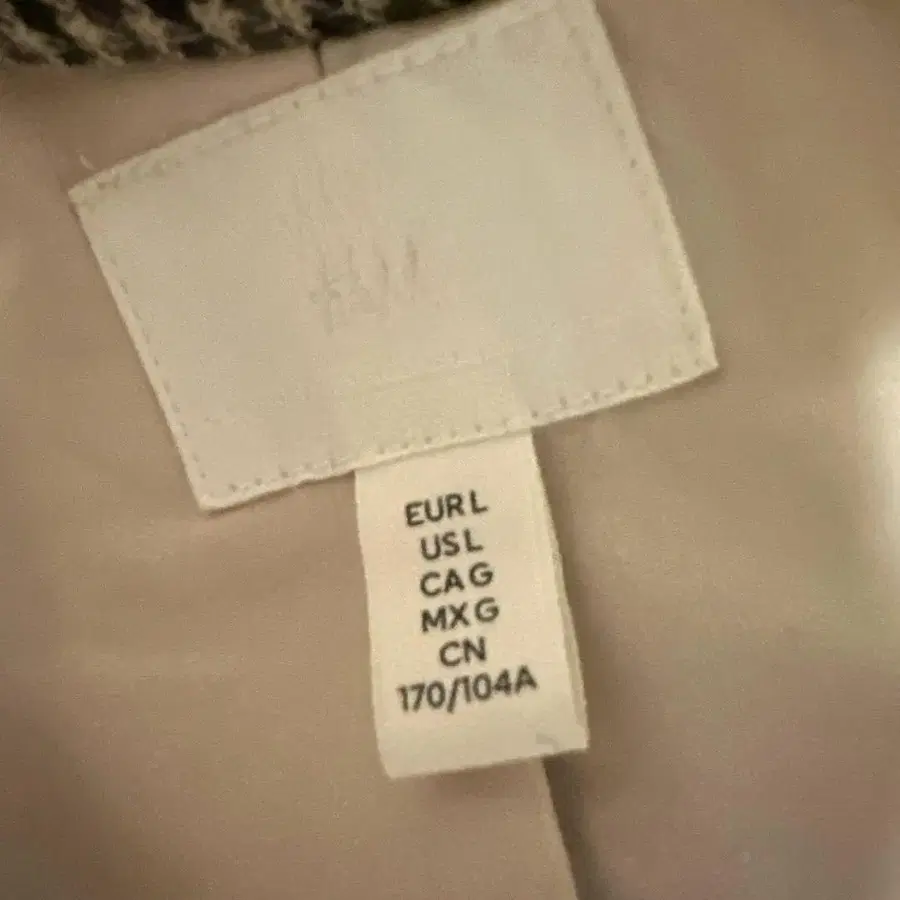 EUR L
US L
CA G
MX G
CN
170/104A